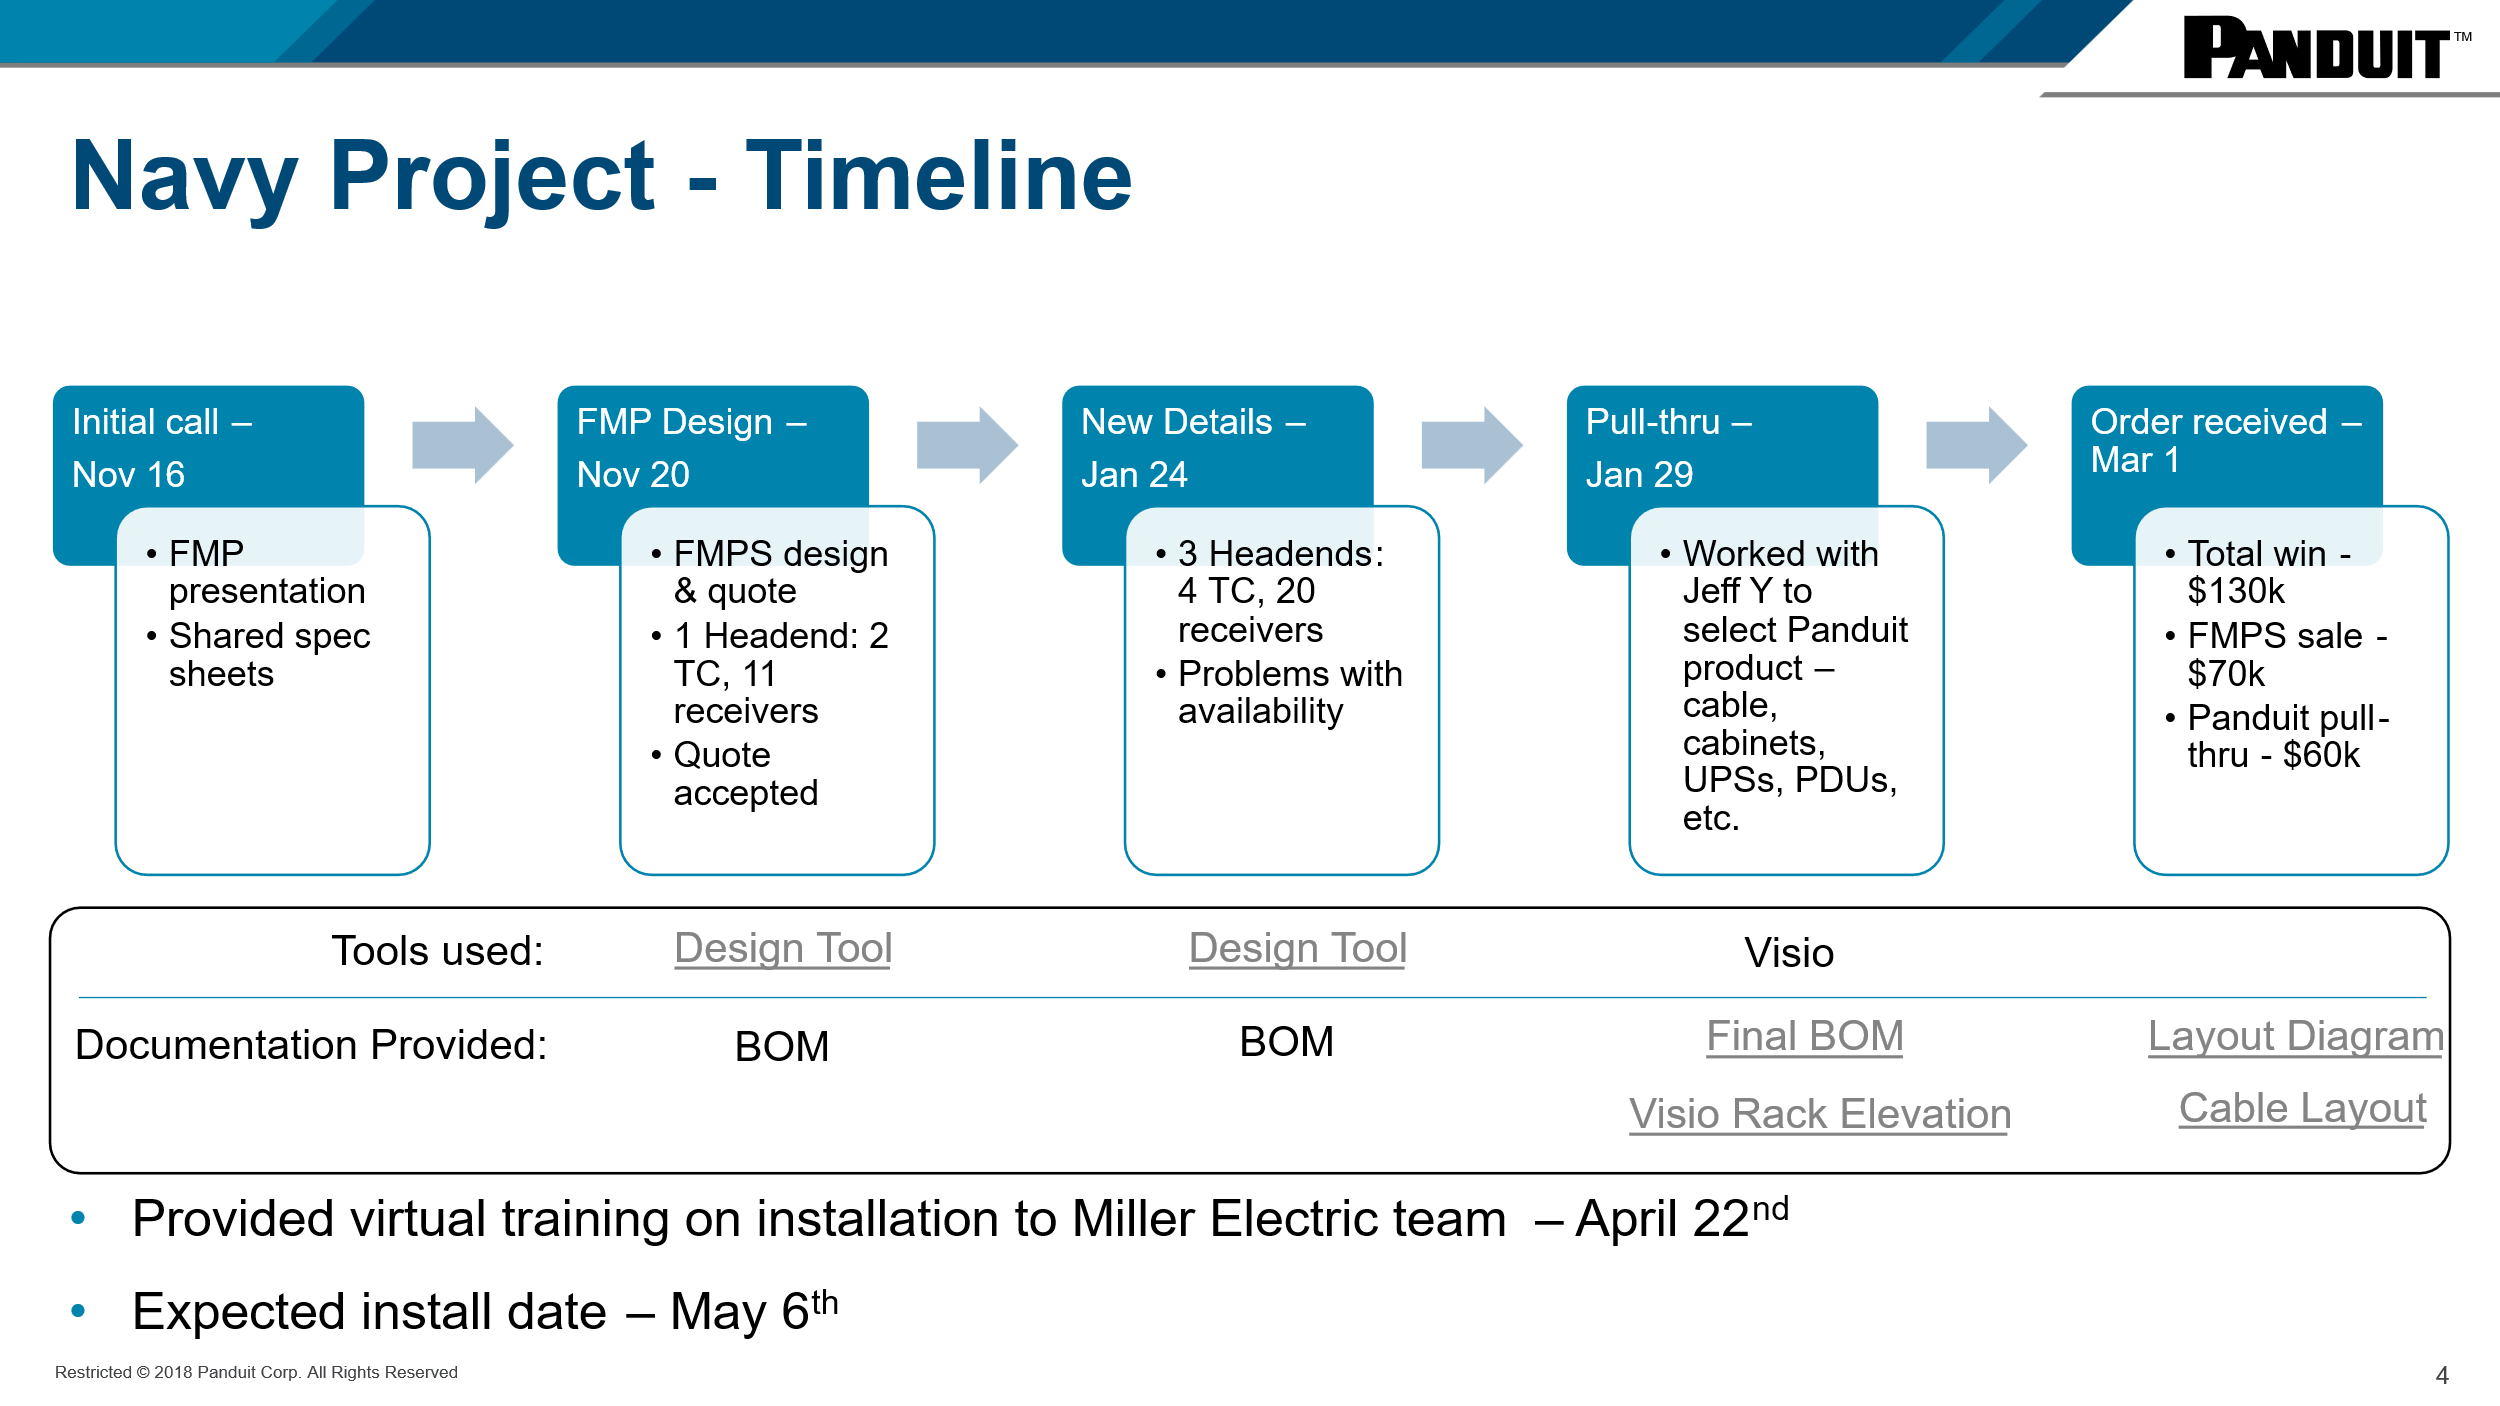 PANDUIT™
Navy Project - Timeline
Initial call –
Nov 16
• FMP
presentation
• Shared spec
sheets
FMP Design –
Nov 20
• FMPS design
& quote
• 1 Headend: 2
TC, 11
receivers
• Quote
accepted
New Details –
Jan 24
• 3 Headends:
4 TC, 20
receivers
• Problems with
availability
Pull-thru –
Jan 29
• Worked with
Jeff Y to
select Panduit
product –
cable,
cabinets,
UPSs, PDUs,
etc.
Order received –
Mar 1
• Total win -
$130k
• FMPS sale -
$70k
• Panduit pull-
thru - $60k
Tools used: Design Tool Design Tool Visio
Documentation Provided: BOM BOM Final BOM Layout Diagram
Visio Rack Elevation Cable Layout
• Provided virtual training on installation to Miller Electric team – April 22nd
• Expected install date – May 6th
Restricted © 2018 Panduit Corp. All Rights Reserved
4